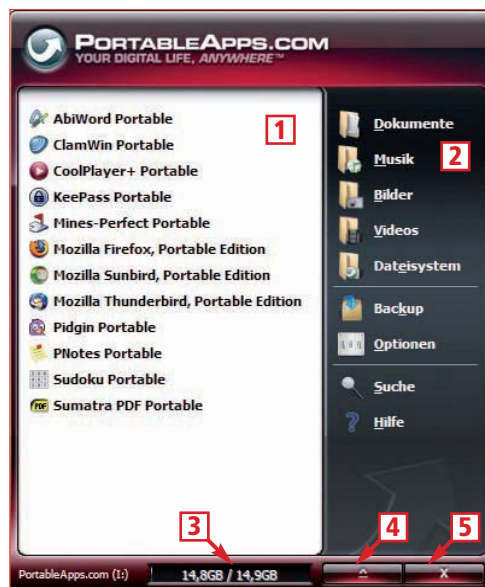 PORTABLEAPPS.COM
YOUR DIGITAL LIFE, ANYWHERE™
1
AbiWord Portable
ClamWin Portable
CoolPlayer+ Portable
KeePass Portable
Mines-Perfect Portable
Mozilla Firefox, Portable Edition
Mozilla Sunbird, Portable Edition
Mozilla Thunderbird, Portable Edition
Pidgin Portable
PNotes Portable
Sudoku Portable
PDF
Sumatra PDF Portable
2
Dokumente
Musik
Bilder
Videos
Dateisystem
Backup
Optionen
Suche
Hilfe
3
4
5
PortableApps.com (I:)
14,8GB / 14,9GB
X